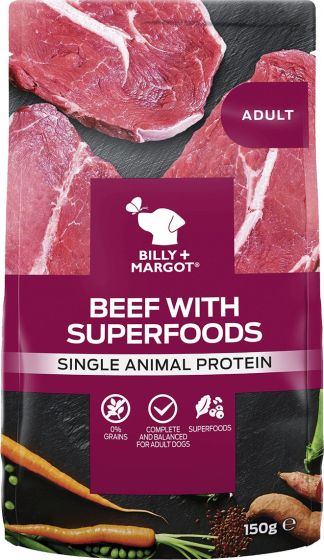 ADULT
BILLY +
MARGOT®
BEEF WITH
SUPERFOODS
SINGLE ANIMAL PROTEIN
0%
GRAINS
COMPLETE
AND BALANCED
FOR ADULT DOGS
SUPERFOODS
150g e